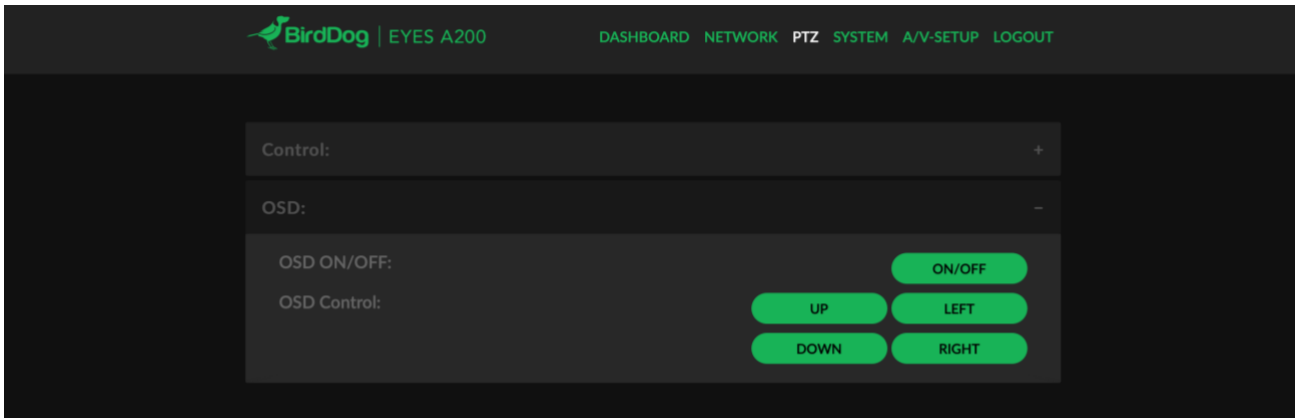 BirdDog | EYES A200 DASHBOARD NETWORK PTZ SYSTEM A/V-SETUP LOGOUT
Control: +
OSD: −
OSD ON/OFF: ON/OFF
OSD Control: UP LEFT
DOWN RIGHT